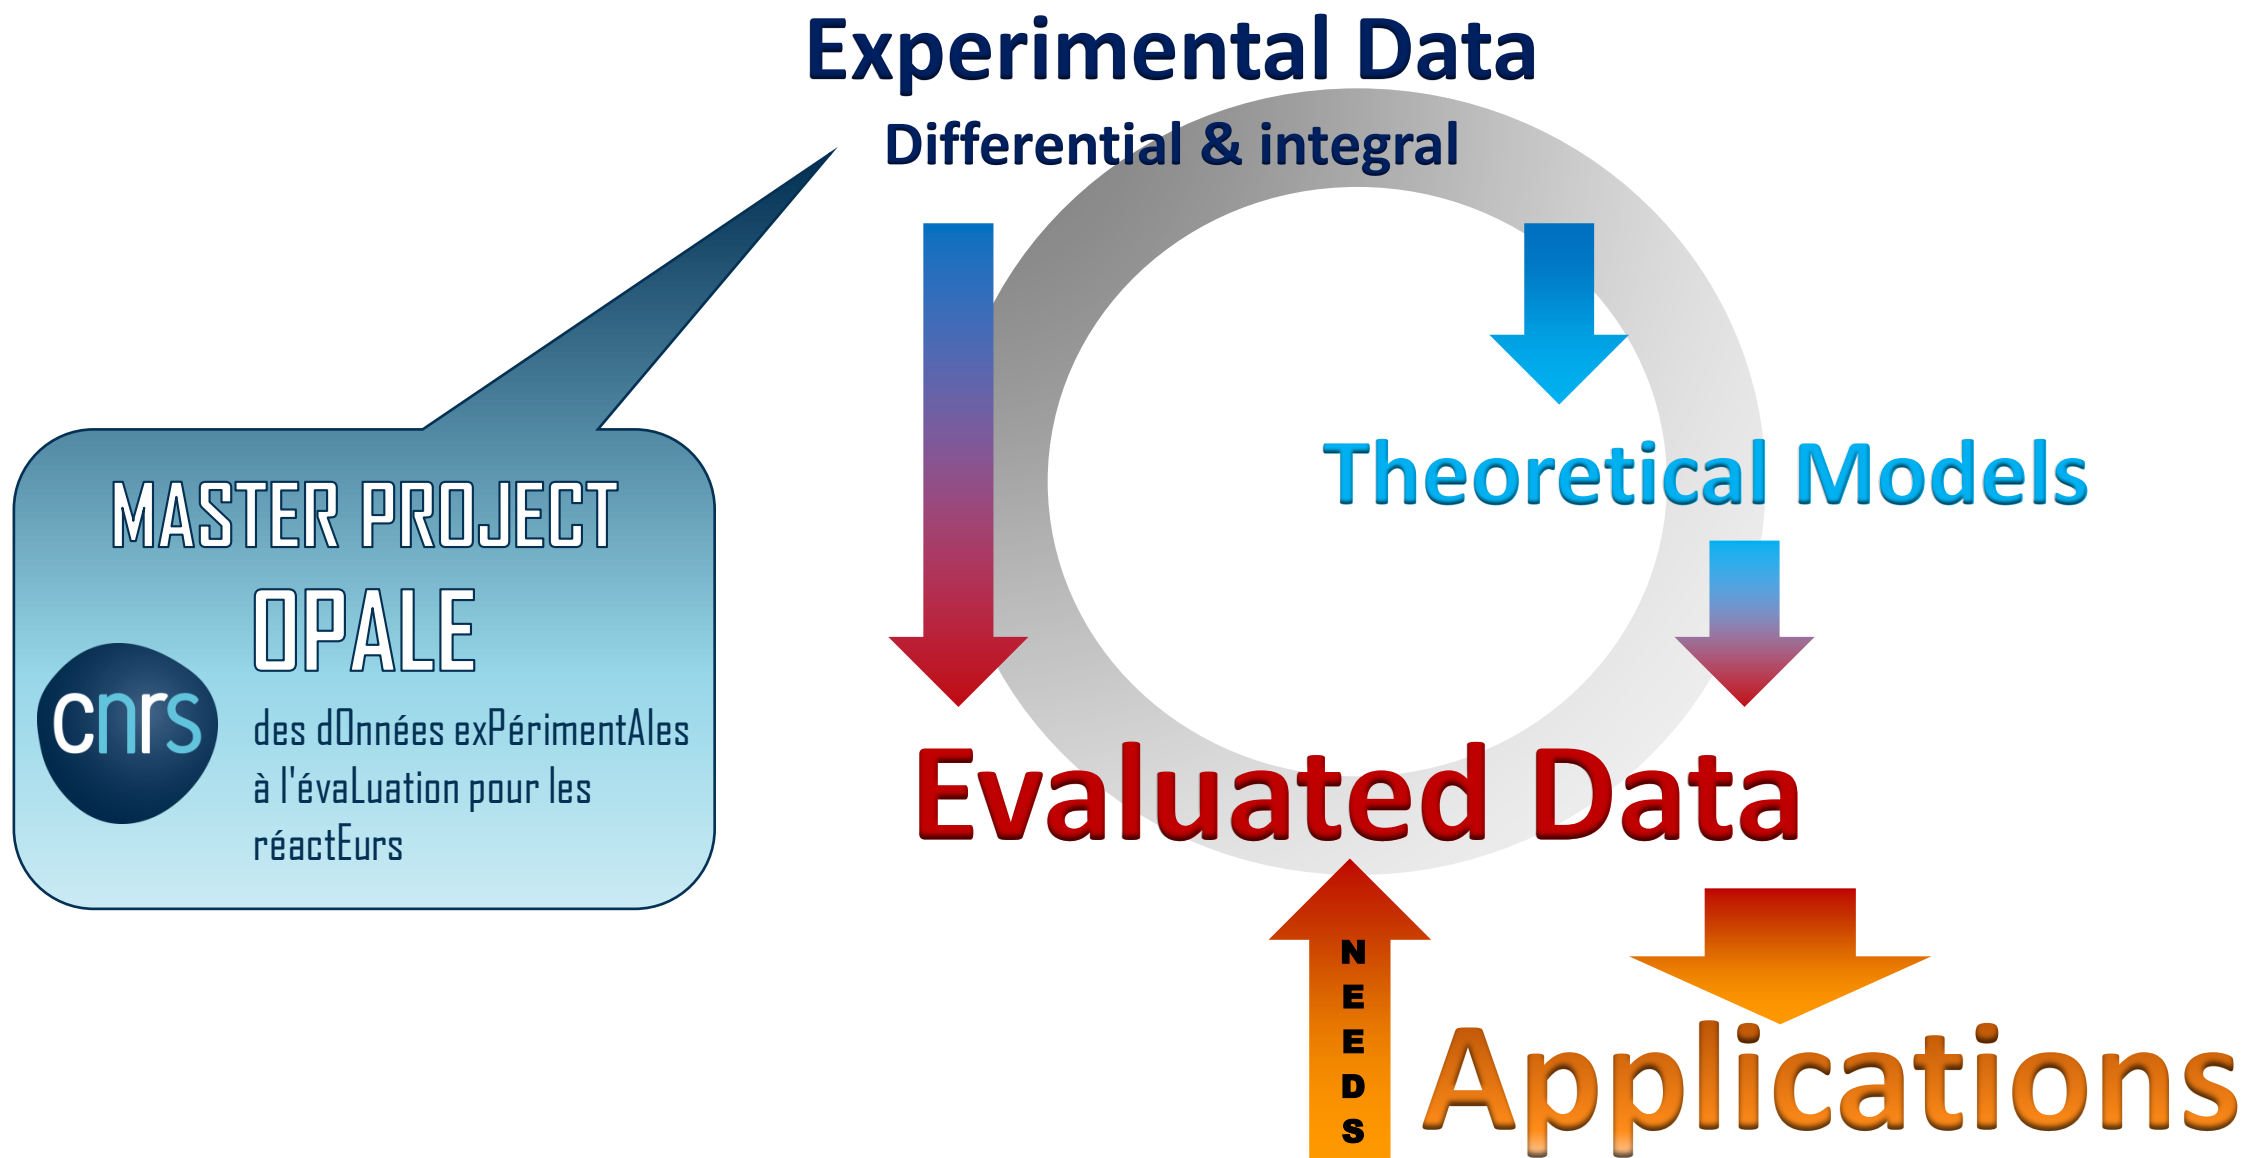 Experimental Data
Differential & integral
MASTER PROJECT
OPALE
cnrs
des dOnnées exPérimentAles
à l'évaLuation pour les
réactEurs
Theoretical Models
Evaluated Data
NEEDS
Applications